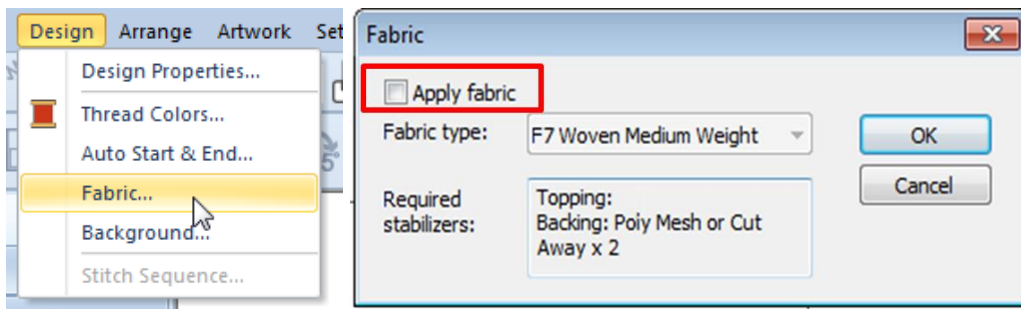 Design Arrange Artwork Set
Design Properties...
Thread Colors...
Auto Start & End...
Fabric...
Background...
Stitch Sequence...
Fabric
Apply fabric
Fabric type: F7 Woven Medium Weight
OK
Cancel
Required
stabilizers:
Topping:
Backing: Poiy Mesh or Cut
Away x 2
5°